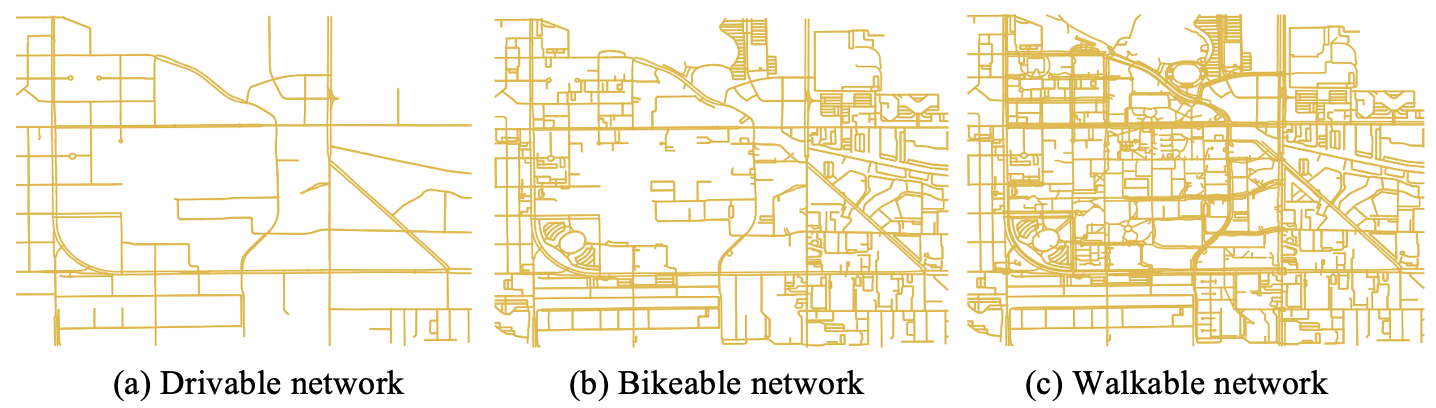 (a) Drivable network
(b) Bikeable network
(c) Walkable network